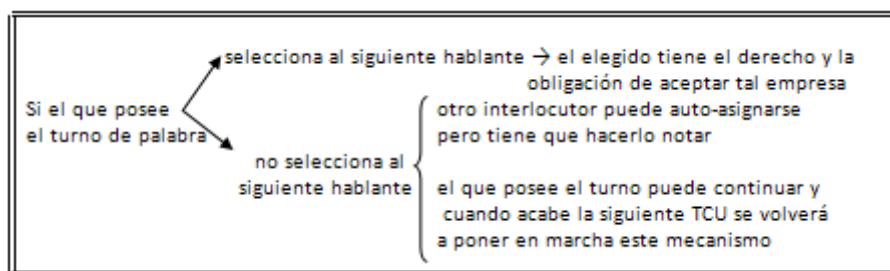 selecciona al siguiente hablante → el elegido tiene el derecho y la
obligación de aceptar tal empresa
Si el que posee
el turno de palabra
otro interlocutor puede auto-asignarse
pero tiene que hacerlo notar
no selecciona al
siguiente hablante
el que posee el turno puede continuar y
cuando acabe la siguiente TCU se volverá
a poner en marcha este mecanismo